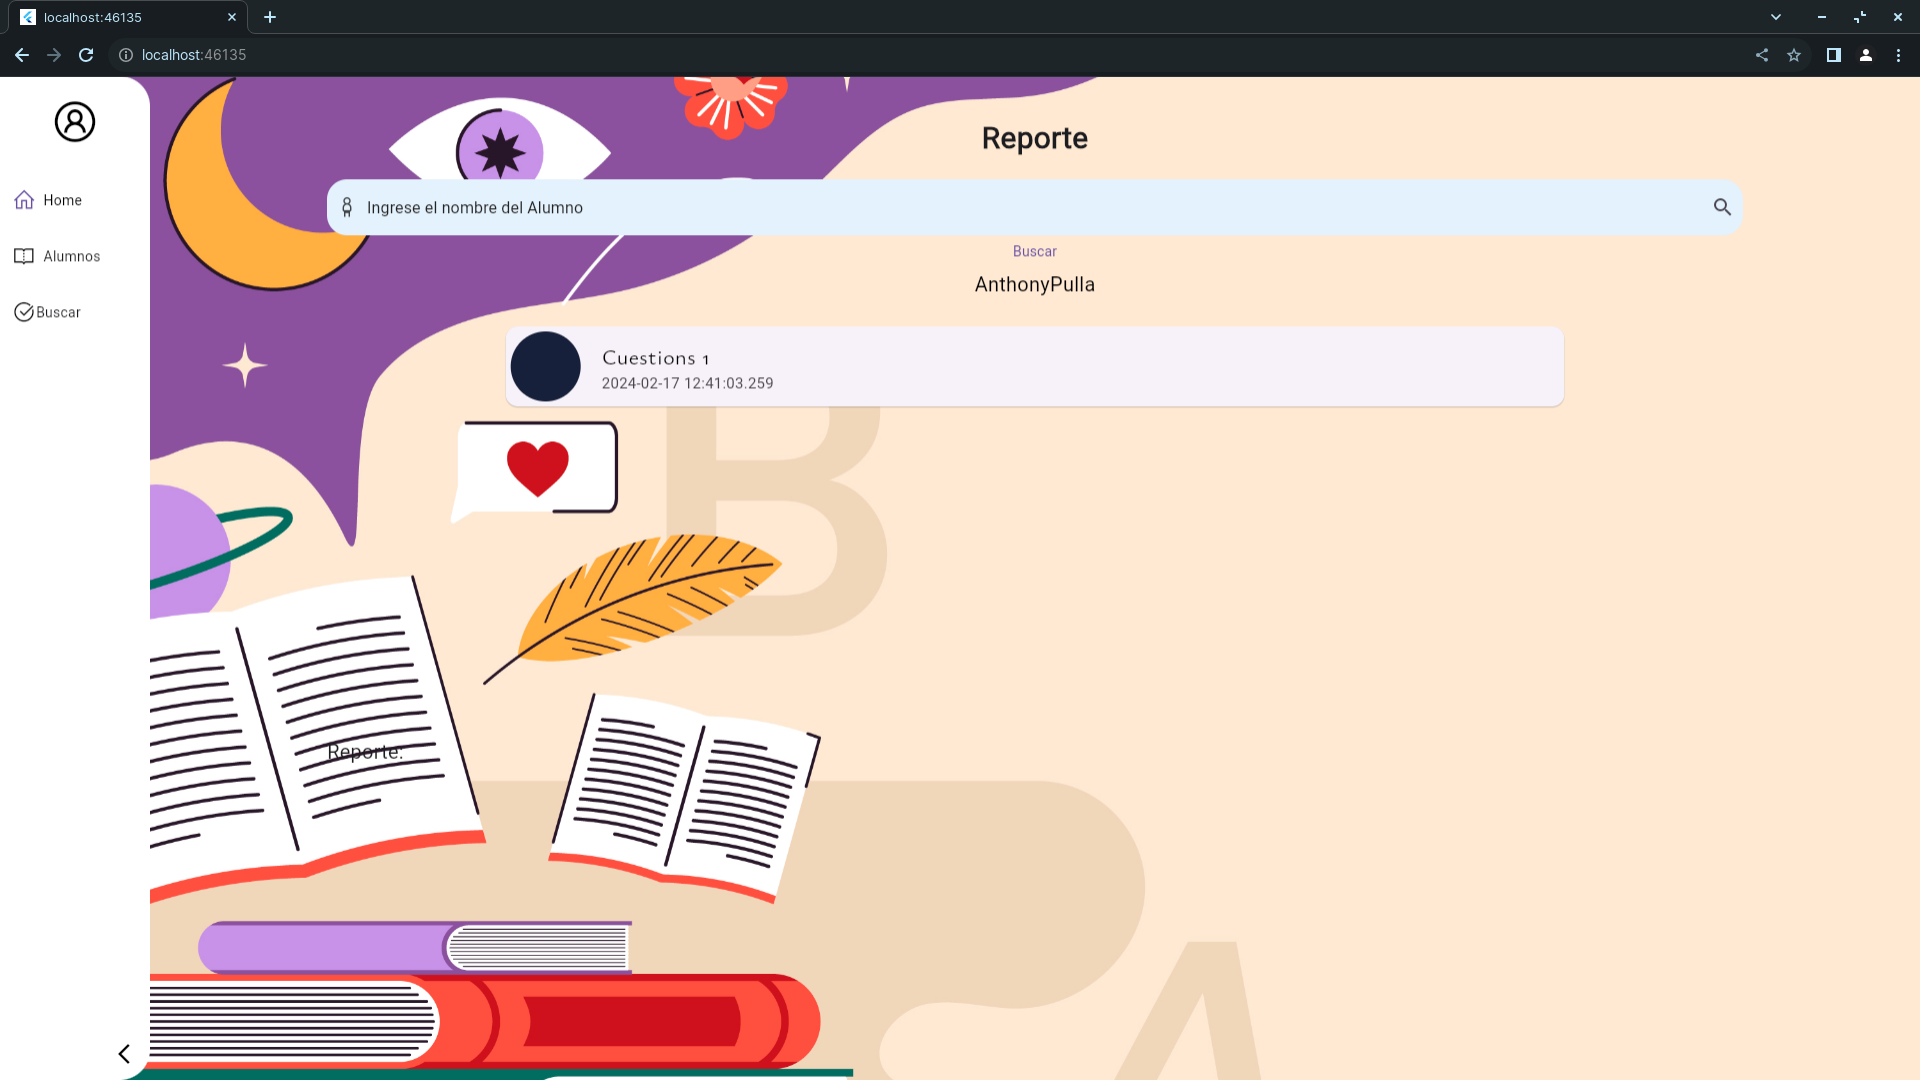 localhost:46135
localhost:46135
Home
Alumnos
Buscar
Reporte
Ingrese el nombre del Alumno
Buscar
AnthonyPulla
Cuestions 1
2024-02-17 12:41:03.259
B
Reporte:
A